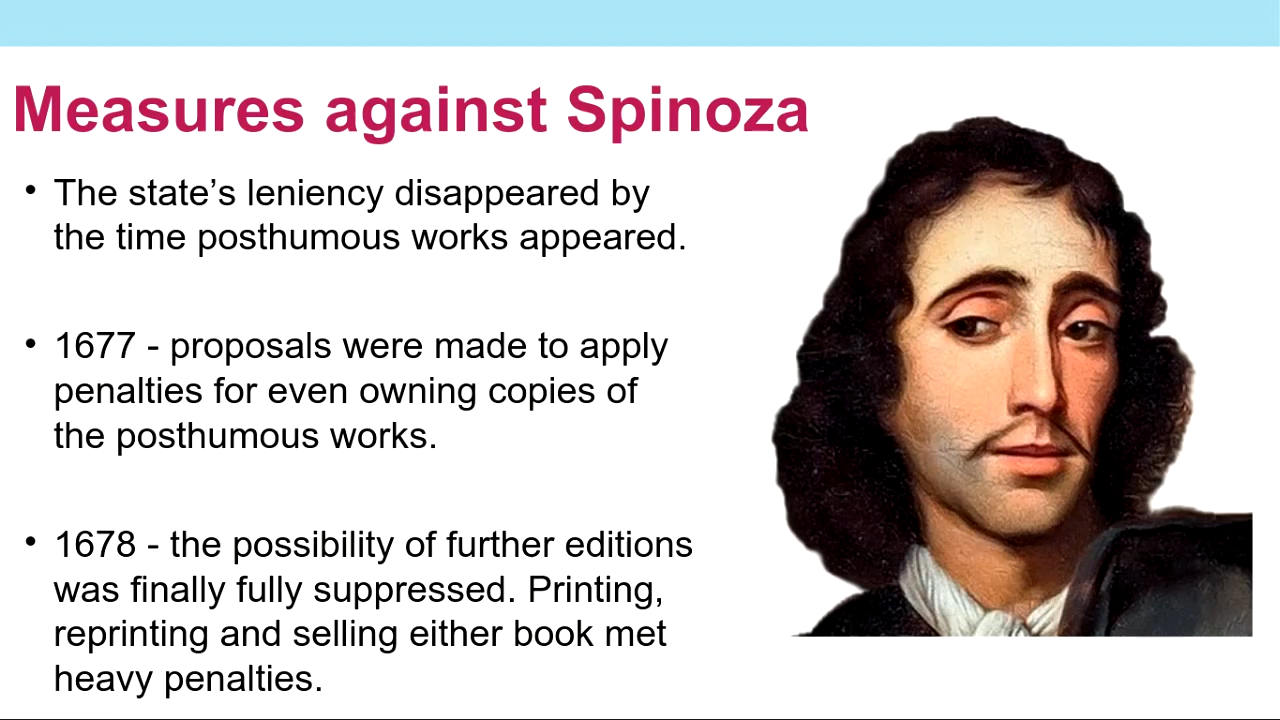 Measures against Spinoza
• The state’s leniency disappeared by
the time posthumous works appeared.
• 1677 - proposals were made to apply
penalties for even owning copies of
the posthumous works.
• 1678 - the possibility of further editions
was finally fully suppressed. Printing,
reprinting and selling either book met
heavy penalties.